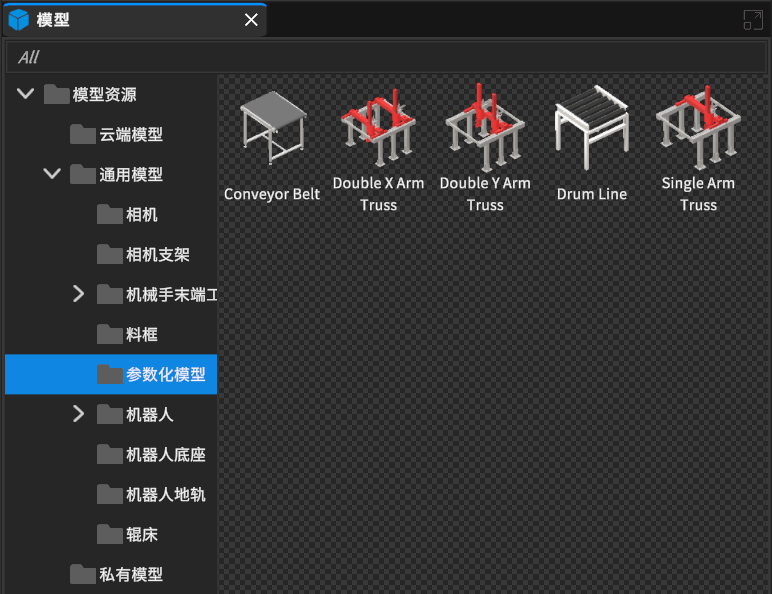 模型
All
模型资源
云端模型
通用模型
相机
相机支架
机械手末端工
料框
参数化模型
机器人
机器人底座
机器人地轨
辊床
私有模型
Conveyor Belt
Double X Arm
Truss
Double Y Arm
Truss
Drum Line
Single Arm
Truss